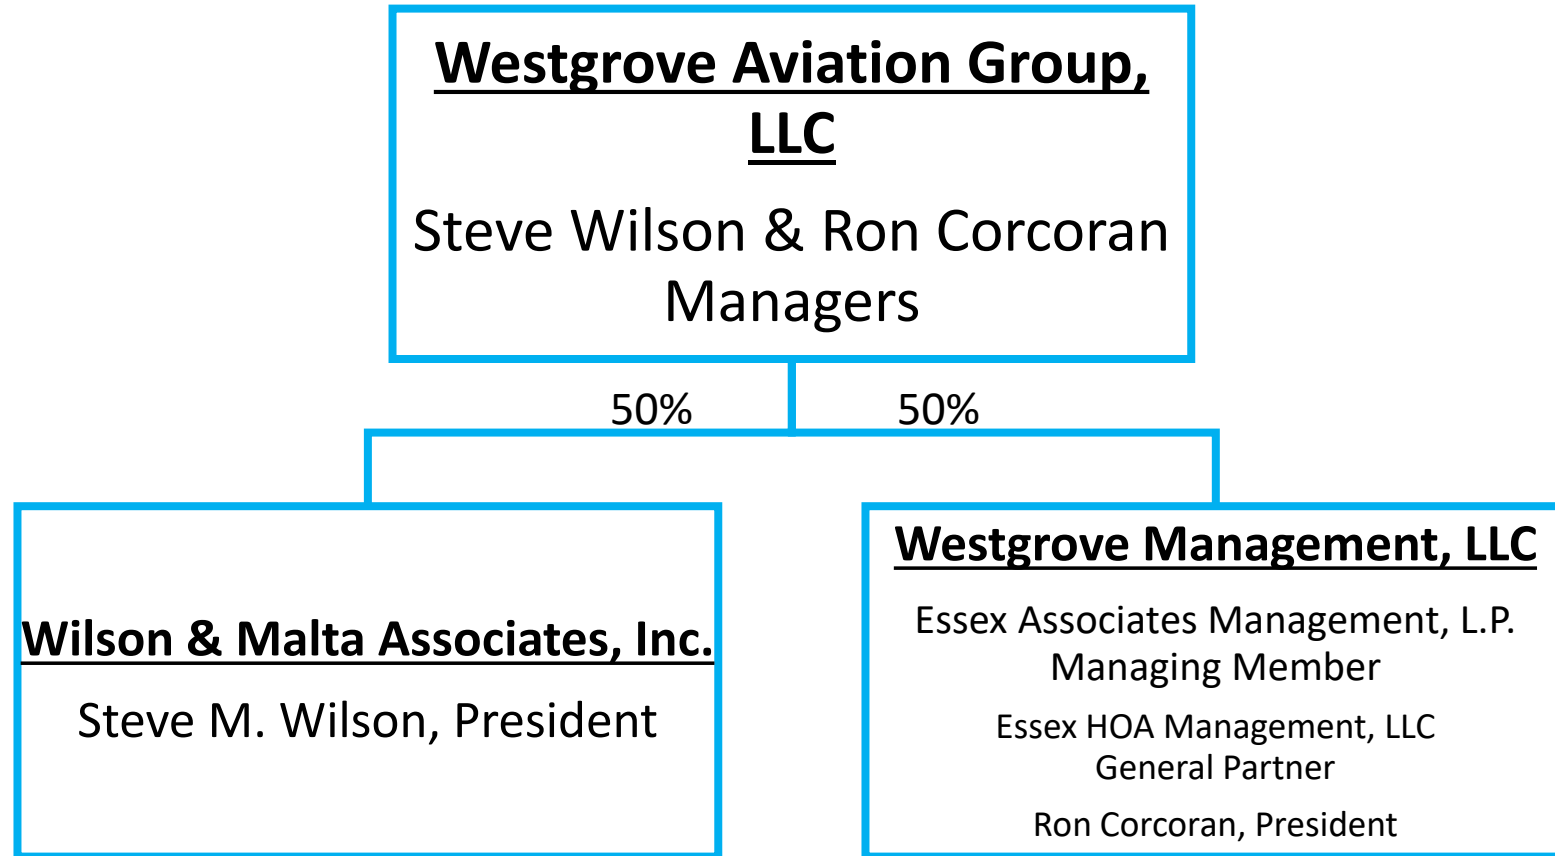 Westgrove Aviation Group,
LLC
Steve Wilson & Ron Corcoran
Managers
50%
50%
Wilson & Malta Associates, Inc.
Steve M. Wilson, President
Westgrove Management, LLC
Essex Associates Management, L.P.
Managing Member
Essex HOA Management, LLC
General Partner
Ron Corcoran, President